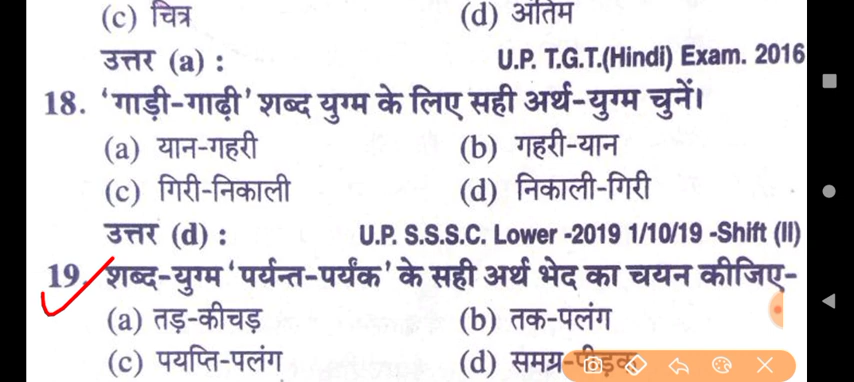 (c) चित्र (d) अंतिम
उत्तर (a) : U.P. T.G.T.(Hindi) Exam. 2016
18. ‘गाड़ी-गाढ़ी’ शब्द युग्म के लिए सही अर्थ-युग्म चुनें।
(a) यान-गहरी (b) गहरी-यान
(c) गिरी-निकाली (d) निकाली-गिरी
उत्तर (d) : U.P. S.S.S.C. Lower -2019 1/10/19 -Shift (II)
19. शब्द-युग्म ‘पर्यन्त-पर्यंक’ के सही अर्थ भेद का चयन कीजिए-
(a) तड़-कीचड़ (b) तक-पलंग
(c) पयप्ति-पलंग (d) समग्र-